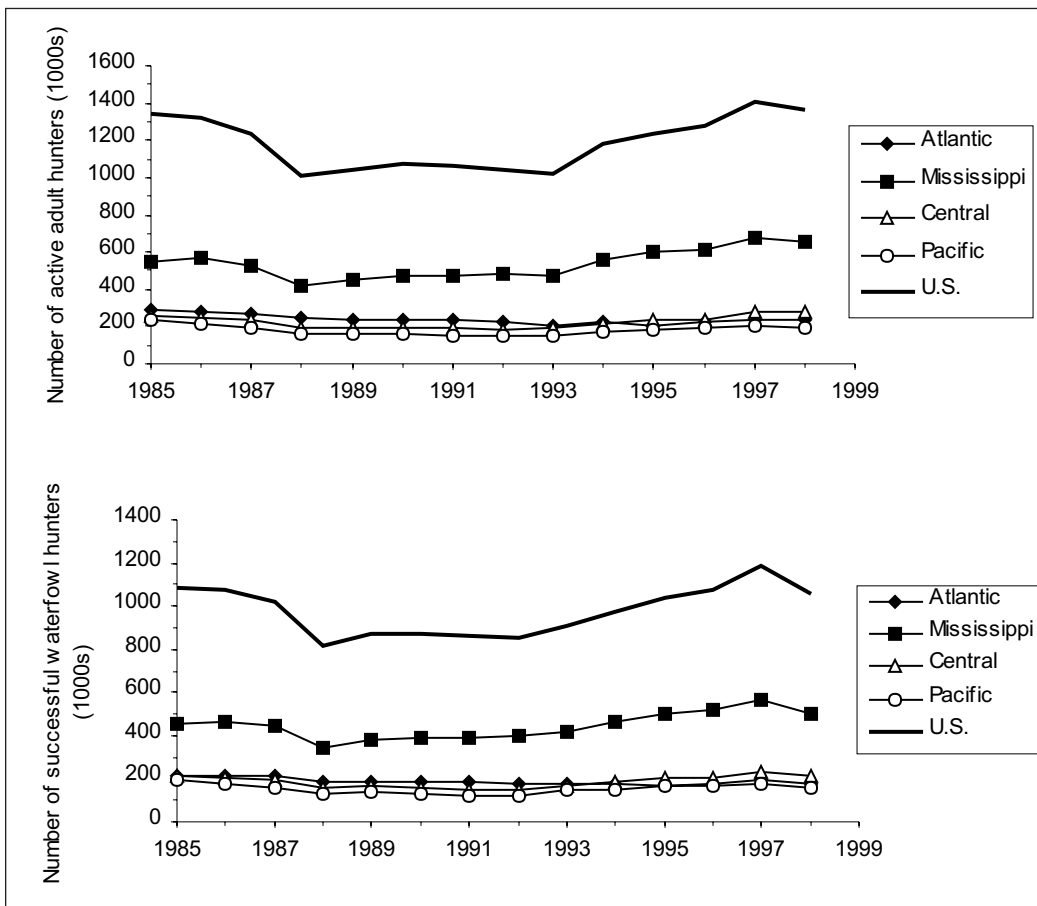 Number of active adult hunters (1000s)
1600
1400
1200
1000
800
600
400
200
0
1985
1987
1989
1991
1993
1995
1997
1999
Atlantic
Mississippi
Central
Pacific
U.S.
Number of successful waterfowl hunters
(1000s)
1400
1200
1000
800
600
400
200
0
1985
1987
1989
1991
1993
1995
1997
1999
Atlantic
Mississippi
Central
Pacific
U.S.